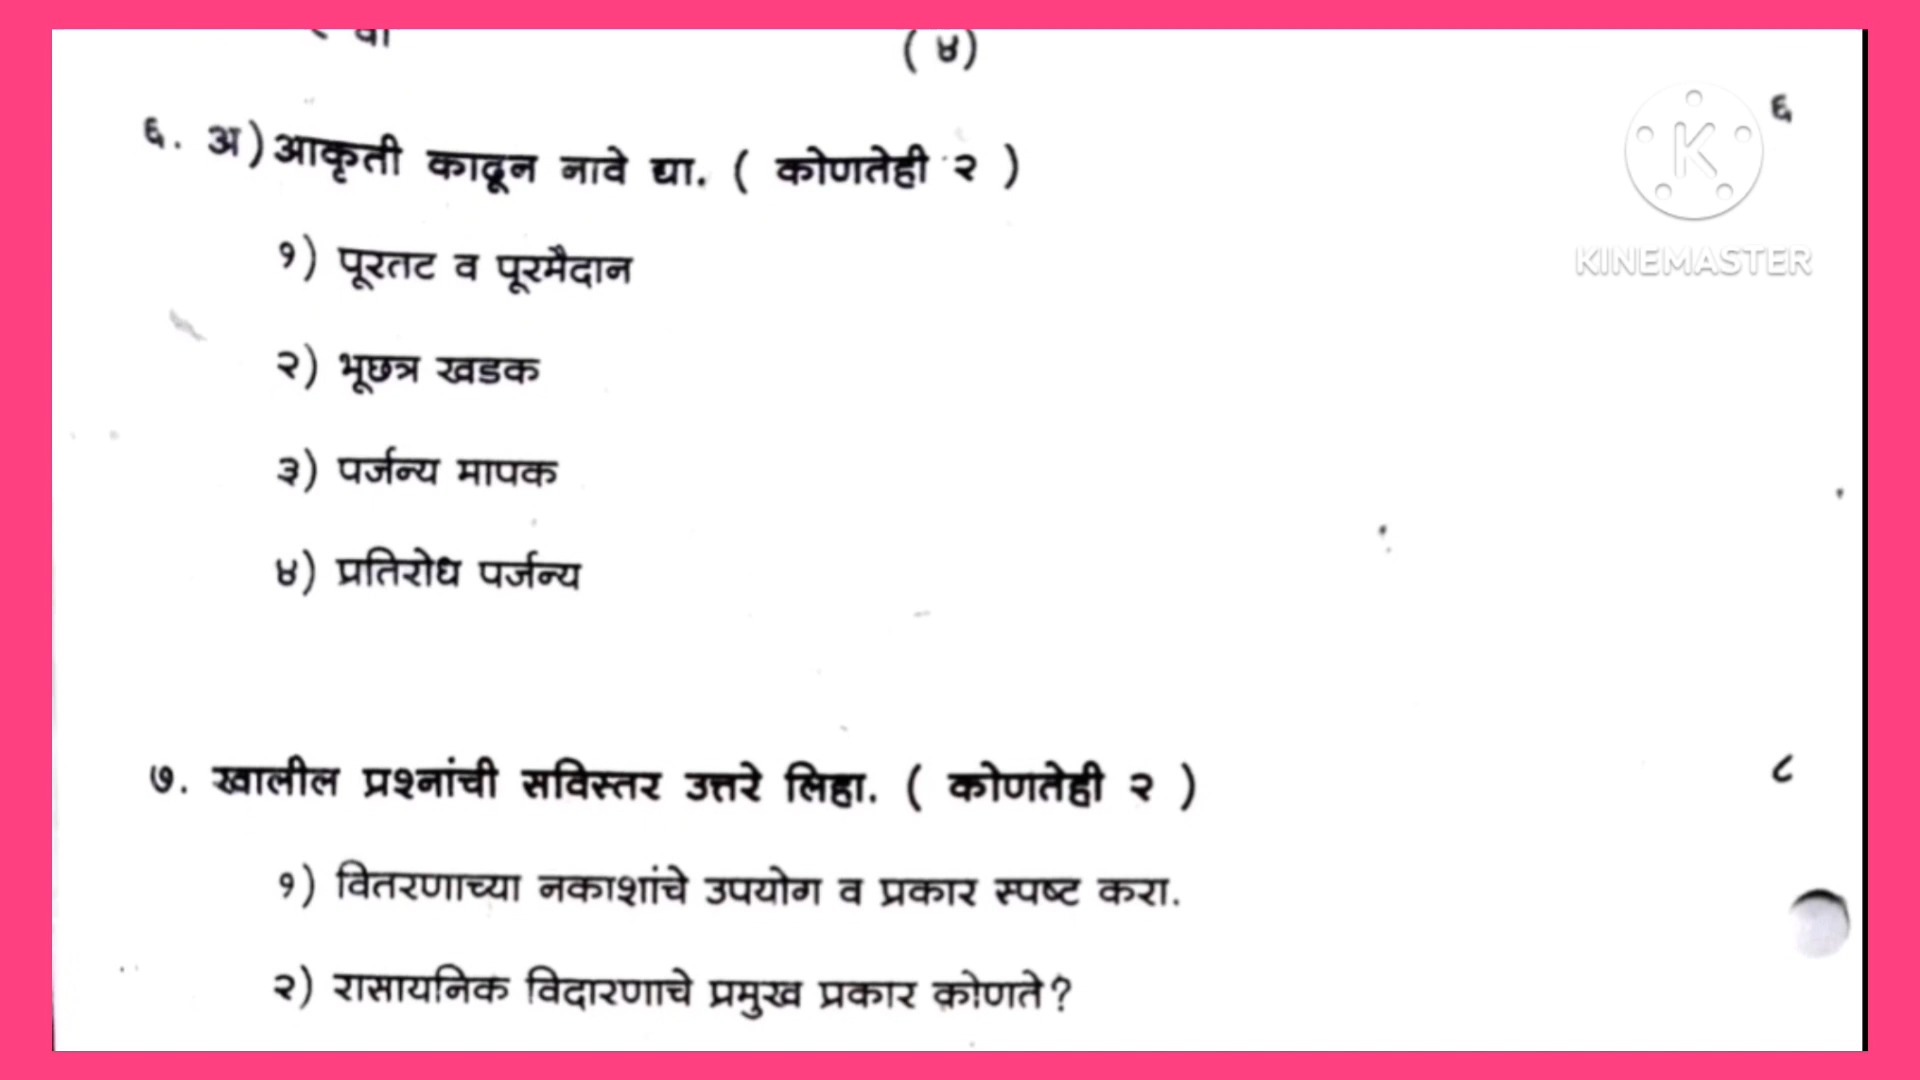 (४)
६
६. अ) आकृती काढून नावे द्या. ( कोणतेही २ )
KINEMASTER
१) पूरतट व पूरमैदान
२) भूछत्र खडक
३) पर्जन्य मापक
४) प्रतिरोध पर्जन्य
७. खालील प्रश्नांची सविस्तर उत्तरे लिहा. ( कोणतेही २ ) ८
१) वितरणाच्या नकाशांचे उपयोग व प्रकार स्पष्ट करा.
२) रासायनिक विदारणाचे प्रमुख प्रकार कोणते?